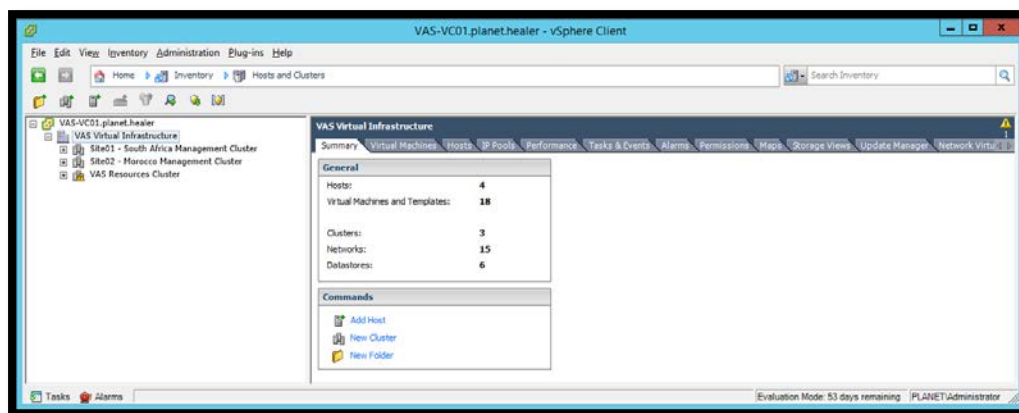 VAS-VC01.planet.healer - vSphere Client
File Edit View Inventory Administration Plug-ins Help
Home Inventory Hosts and Clusters
Search Inventory
VAS-VC01.planet.healer
VAS Virtual Infrastructure
Site01 - South Africa Management Cluster
Site02 - Morocco Management Cluster
VAS Resources Cluster
VAS Virtual Infrastructure
1
Summary Virtual Machines Hosts IP Pools Performance Tasks & Events Alarms Permissions Maps Storage Views Update Manager Network Virtu
General
Hosts: 4
Virtual Machines and Templates: 18
Clusters: 3
Networks: 15
Datastores: 6
Commands
Add Host
New Cluster
New Folder
Tasks Alarms
Evaluation Mode: 53 days remaining PLANET\Administrator